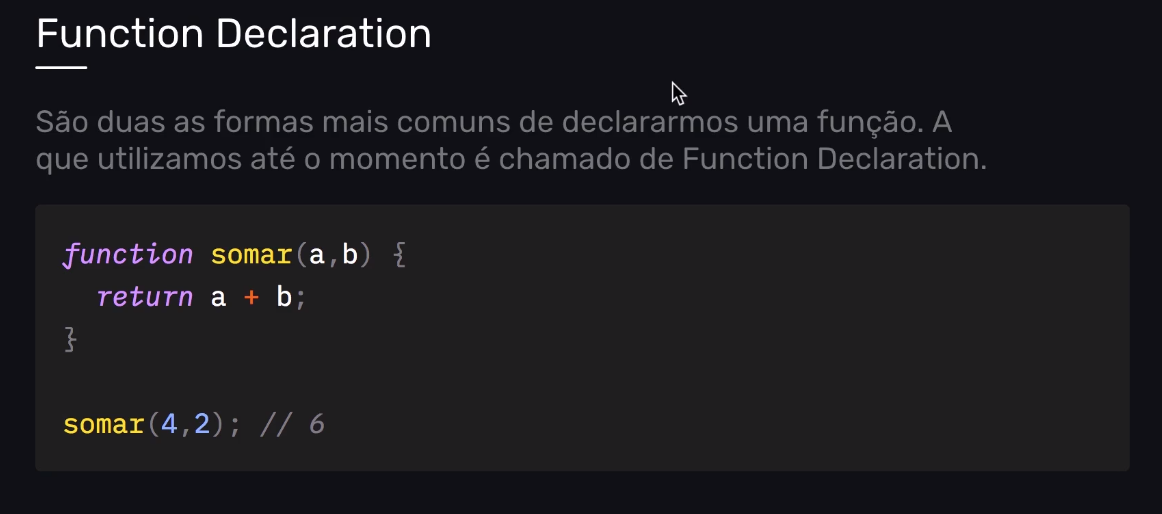 Function Declaration
São duas as formas mais comuns de declararmos uma função. A
que utilizamos até o momento é chamado de Function Declaration.
function somar(a,b) {
  return a + b;
}
somar(4,2); // 6